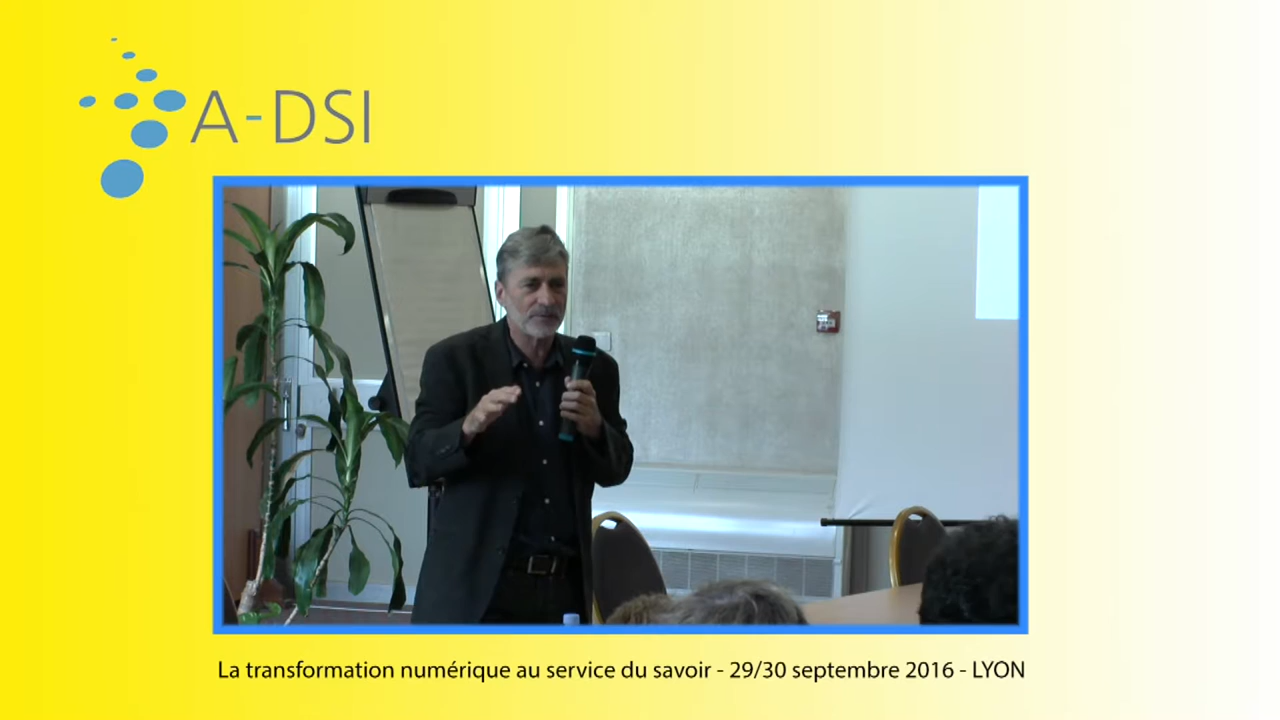 A-DSI
La transformation numérique au service du savoir - 29/30 septembre 2016 - LYON